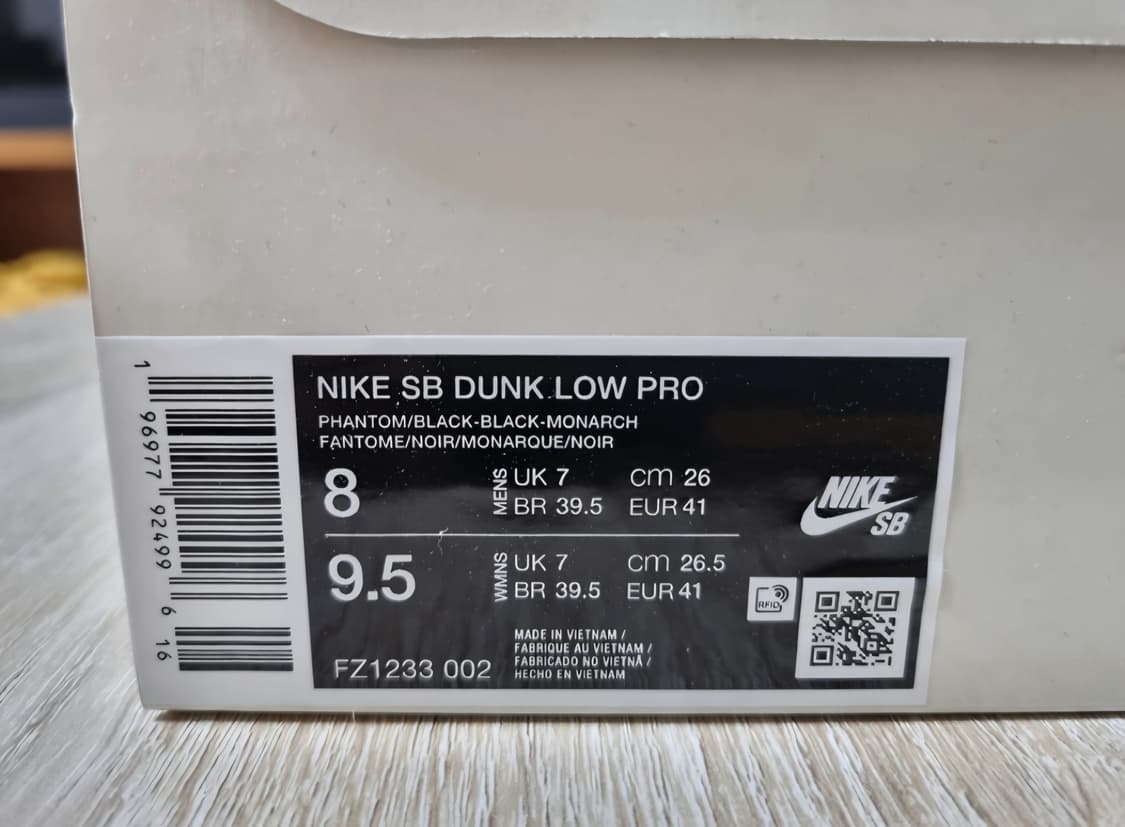 NIKE SB DUNK LOW PRO
PHANTOM/BLACK-BLACK-MONARCH
FANTOME/NOIR/MONARQUE/NOIR
8 MENS UK 7 cm 26
BR 39.5 EUR 41
9.5 WMNS UK 7 cm 26.5
BR 39.5 EUR 41
NIKE
SB
RFID
MADE IN VIETNAM /
FABRIQUE AU VIETNAM /
FABRICADO NO VIETNÃ /
HECHO EN VIETNAM
FZ1233 002
1 96977 92499 6 16